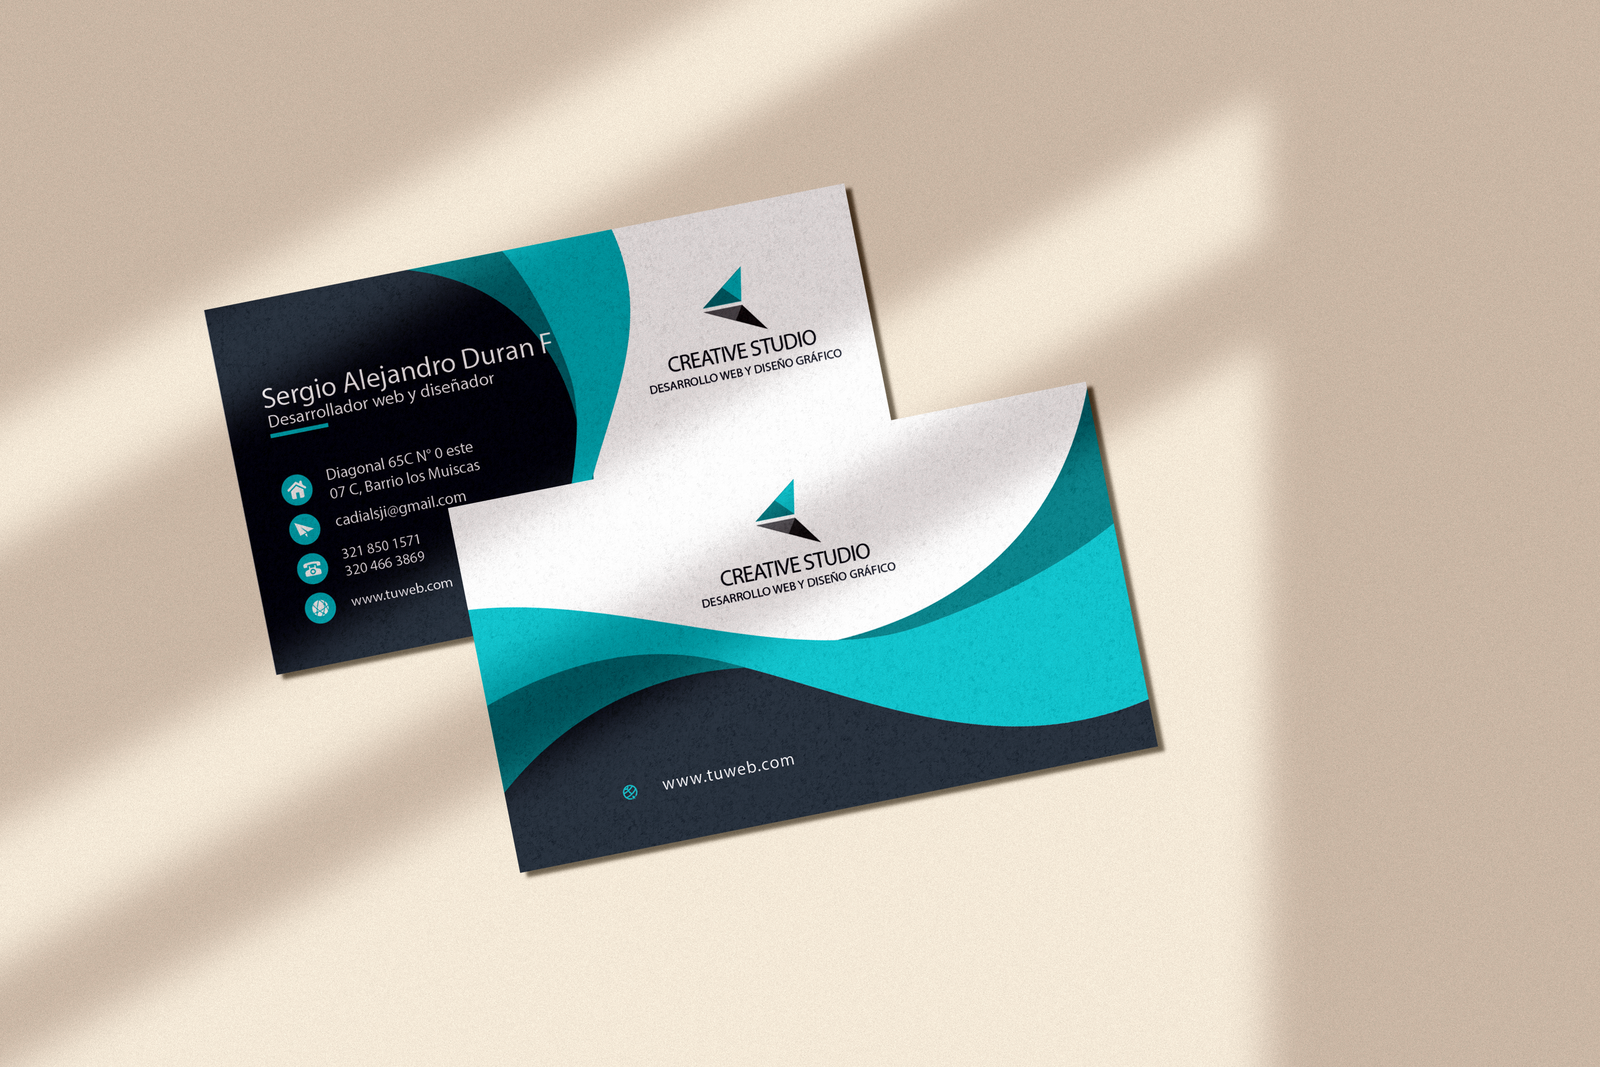 Sergio Alejandro Duran F
Desarrollador web y diseñador
Diagonal 65C N° 0 este
07 C, Barrio los Muiscas
cadialsji@gmail.com
321 850 1571
320 466 3869
www.tuweb.com
CREATIVE STUDIO
DESARROLLO WEB Y DISEÑO GRÁFICO
CREATIVE STUDIO
DESARROLLO WEB Y DISEÑO GRÁFICO
www.tuweb.com